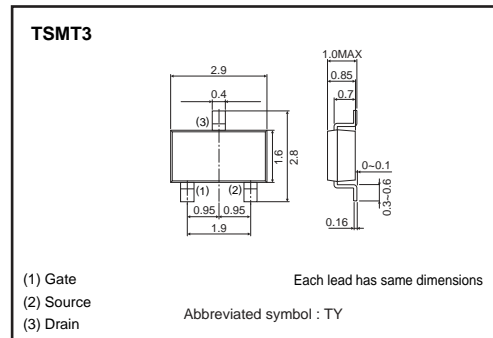 TSMT3
1.0MAX
2.9
0.85
0.4
0.7
(3)
1.6
2.8
0~0.1
(1)
(2)
0.3~0.6
0.95
0.95
0.16
1.9
(1) Gate
Each lead has same dimensions
(2) Source
(3) Drain
Abbreviated symbol : TY